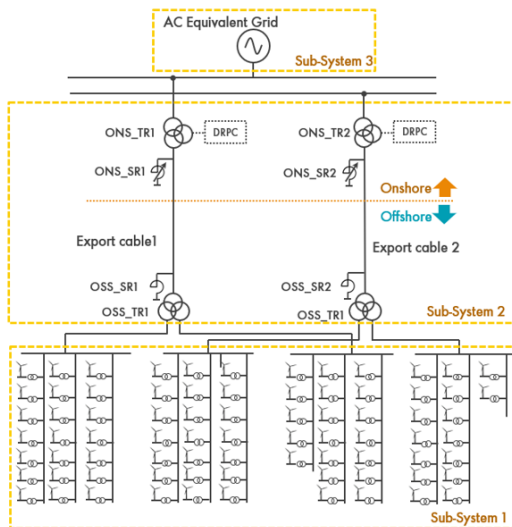 AC Equivalent Grid
Sub-System 3
ONS_TR1
DRPC
ONS_TR2
DRPC
ONS_SR1
ONS_SR2
Onshore
Offshore
Export cable1
Export cable 2
OSS_SR1
OSS_SR2
OSS_TR1
OSS_TR1
Sub-System 2
Sub-System 1